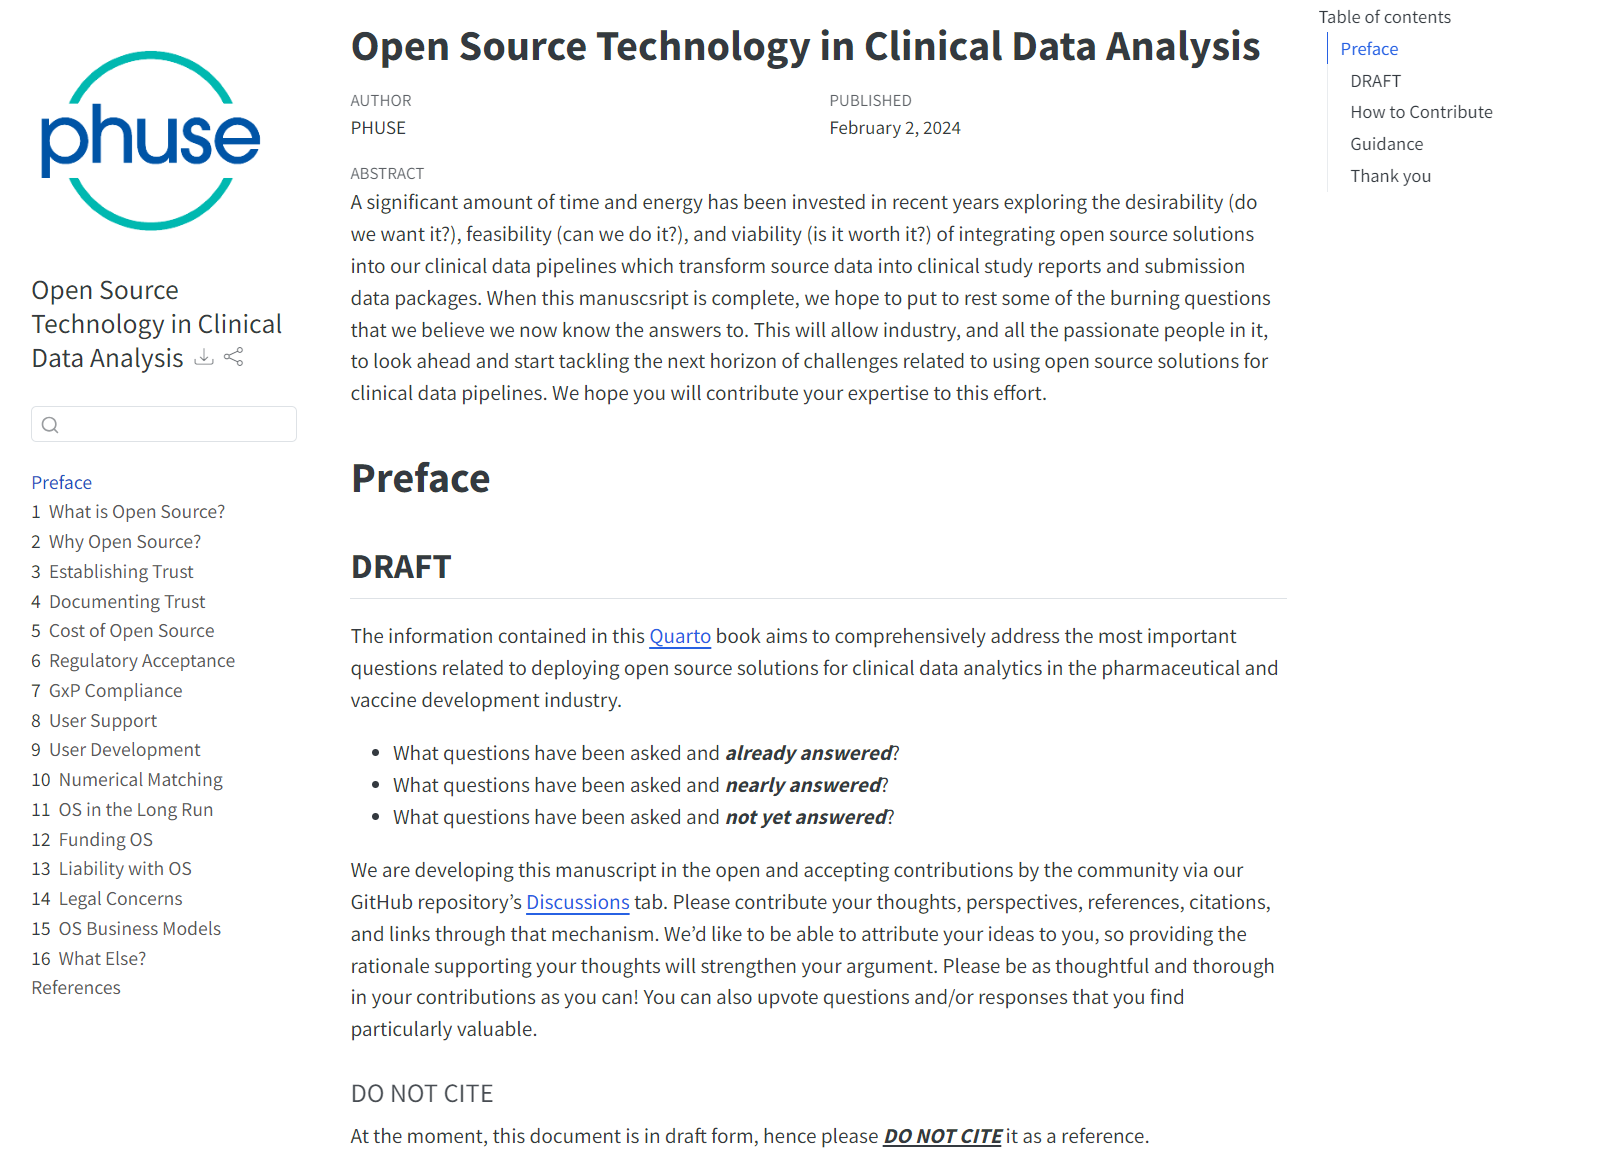 phuse
Open Source
Technology in Clinical
Data Analysis
Preface
1 What is Open Source?
2 Why Open Source?
3 Establishing Trust
4 Documenting Trust
5 Cost of Open Source
6 Regulatory Acceptance
7 GxP Compliance
8 User Support
9 User Development
10 Numerical Matching
11 OS in the Long Run
12 Funding OS
13 Liability with OS
14 Legal Concerns
15 OS Business Models
16 What Else?
References
Open Source Technology in Clinical Data Analysis
AUTHOR
PHUSE
PUBLISHED
February 2, 2024
ABSTRACT
A significant amount of time and energy has been invested in recent years exploring the desirability (do
we want it?), feasibility (can we do it?), and viability (is it worth it?) of integrating open source solutions
into our clinical data pipelines which transform source data into clinical study reports and submission
data packages. When this manuscsript is complete, we hope to put to rest some of the burning questions
that we believe we now know the answers to. This will allow industry, and all the passionate people in it,
to look ahead and start tackling the next horizon of challenges related to using open source solutions for
clinical data pipelines. We hope you will contribute your expertise to this effort.
Preface
DRAFT
The information contained in this Quarto book aims to comprehensively address the most important
questions related to deploying open source solutions for clinical data analytics in the pharmaceutical and
vaccine development industry.
• What questions have been asked and already answered?
• What questions have been asked and nearly answered?
• What questions have been asked and not yet answered?
We are developing this manuscript in the open and accepting contributions by the community via our
GitHub repository’s Discussions tab. Please contribute your thoughts, perspectives, references, citations,
and links through that mechanism. We’d like to be able to attribute your ideas to you, so providing the
rationale supporting your thoughts will strengthen your argument. Please be as thoughtful and thorough
in your contributions as you can! You can also upvote questions and/or responses that you find
particularly valuable.
DO NOT CITE
At the moment, this document is in draft form, hence please DO NOT CITE it as a reference.
Table of contents
Preface
DRAFT
How to Contribute
Guidance
Thank you